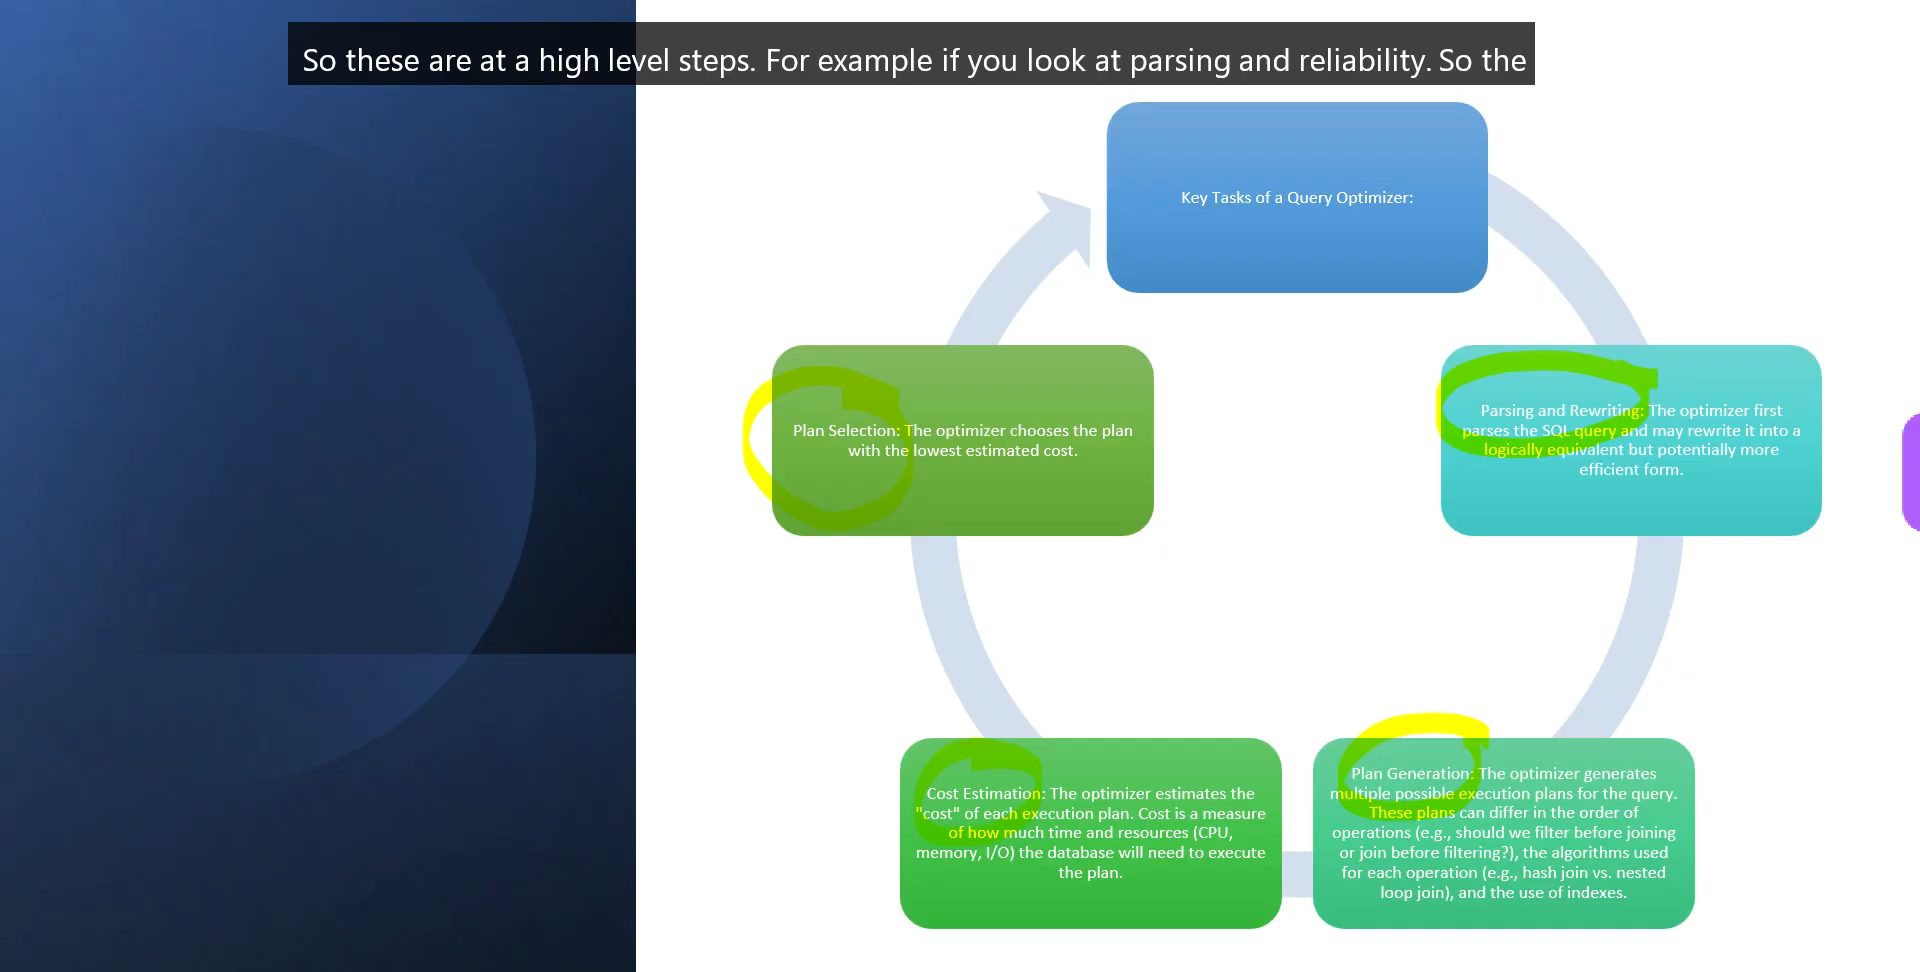 So these are at a high level steps. For example if you look at parsing and reliability. So the
Key Tasks of a Query Optimizer:
Parsing and Rewriting: The optimizer first
parses the SQL query and may rewrite it into a
logically equivalent but potentially more
efficient form.
Plan Generation: The optimizer generates
multiple possible execution plans for the query.
These plans can differ in the order of
operations (e.g., should we filter before joining
or join before filtering?), the algorithms used
for each operation (e.g., hash join vs. nested
loop join), and the use of indexes.
Cost Estimation: The optimizer estimates the
"cost" of each execution plan. Cost is a measure
of how much time and resources (CPU,
memory, I/O) the database will need to execute
the plan.
Plan Selection: The optimizer chooses the plan
with the lowest estimated cost.